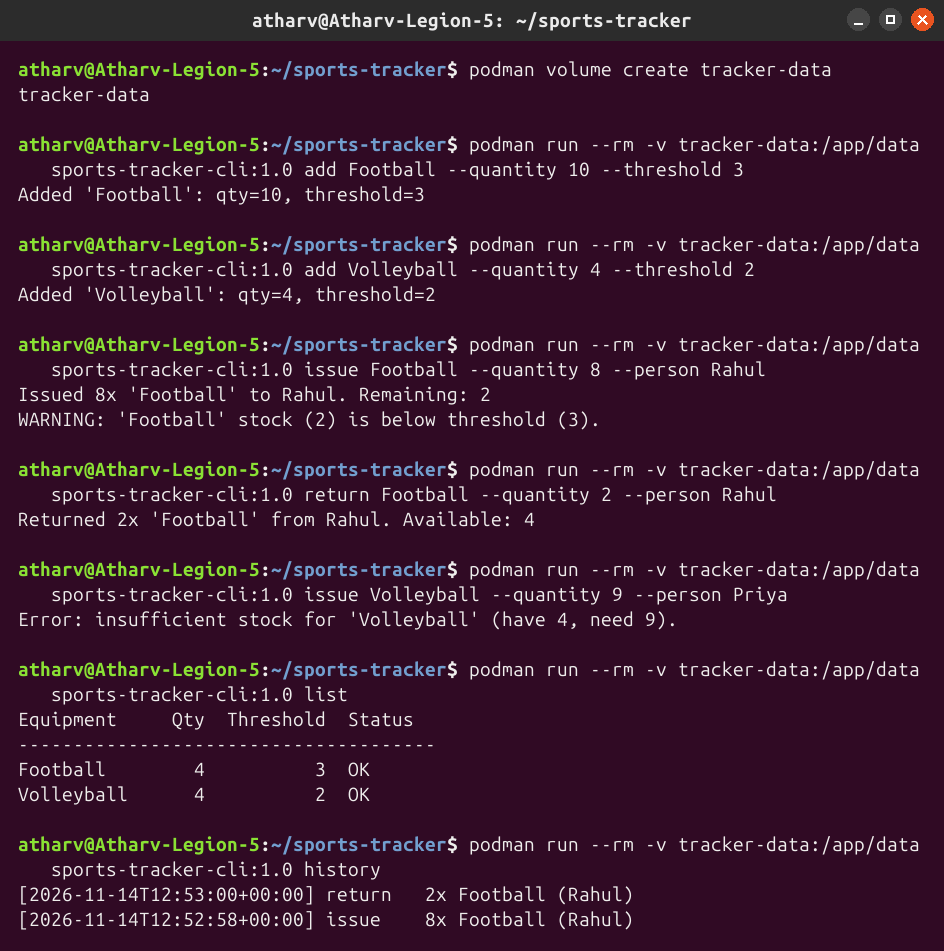 atharv@Atharv-Legion-5: ~/sports-tracker
atharv@Atharv-Legion-5:~/sports-tracker$ podman volume create tracker-data
tracker-data
atharv@Atharv-Legion-5:~/sports-tracker$ podman run --rm -v tracker-data:/app/data
sports-tracker-cli:1.0 add Football --quantity 10 --threshold 3
Added 'Football': qty=10, threshold=3
atharv@Atharv-Legion-5:~/sports-tracker$ podman run --rm -v tracker-data:/app/data
sports-tracker-cli:1.0 add Volleyball --quantity 4 --threshold 2
Added 'Volleyball': qty=4, threshold=2
atharv@Atharv-Legion-5:~/sports-tracker$ podman run --rm -v tracker-data:/app/data
sports-tracker-cli:1.0 issue Football --quantity 8 --person Rahul
Issued 8x 'Football' to Rahul. Remaining: 2
WARNING: 'Football' stock (2) is below threshold (3).
atharv@Atharv-Legion-5:~/sports-tracker$ podman run --rm -v tracker-data:/app/data
sports-tracker-cli:1.0 return Football --quantity 2 --person Rahul
Returned 2x 'Football' from Rahul. Available: 4
atharv@Atharv-Legion-5:~/sports-tracker$ podman run --rm -v tracker-data:/app/data
sports-tracker-cli:1.0 issue Volleyball --quantity 9 --person Priya
Error: insufficient stock for 'Volleyball' (have 4, need 9).
atharv@Atharv-Legion-5:~/sports-tracker$ podman run --rm -v tracker-data:/app/data
sports-tracker-cli:1.0 list
Equipment     Qty  Threshold  Status
--------------------------------------
Football        4          3  OK
Volleyball      4          2  OK
atharv@Atharv-Legion-5:~/sports-tracker$ podman run --rm -v tracker-data:/app/data
sports-tracker-cli:1.0 history
[2026-11-14T12:53:00+00:00] return   2x Football (Rahul)
[2026-11-14T12:52:58+00:00] issue    8x Football (Rahul)